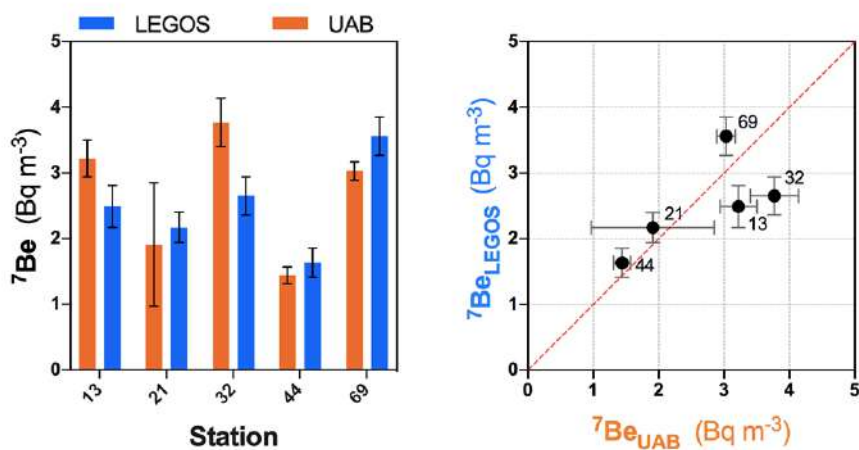 LEGOS UAB
⁷Be (Bq m⁻³)
5
4
3
2
1
0
13 21 32 44 69
Station
⁷Be_LEGOS (Bq m⁻³)
5
4
3
2
1
0
69
32
21
13
44
0 1 2 3 4 5
⁷Be_UAB (Bq m⁻³)